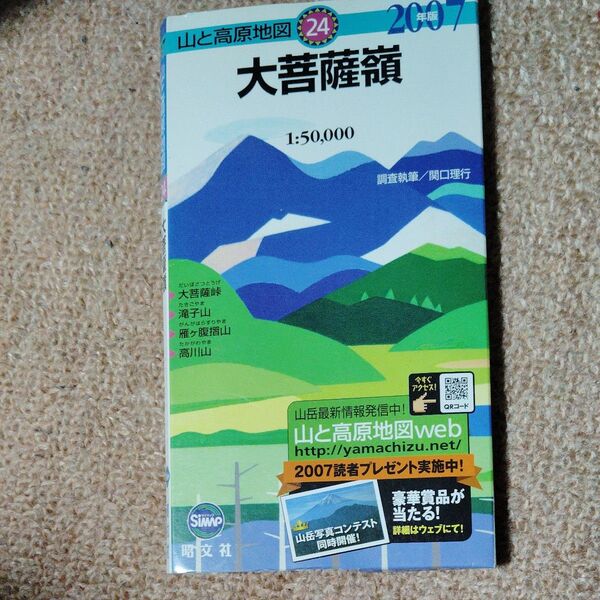 山と高原地図 24 2007年版
大菩薩嶺
1:50,000
調査執筆/関口理行
だいぼさつとうげ
大菩薩峠
たきごやま
滝子山
がんがはらすりやま
雁ヶ腹摺山
たかがわやま
高川山
今すぐ
アクセス!
QRコード
山岳最新情報発信中!
山と高原地図web
http://yamachizu.net/
2007読者プレゼント実施中!
山岳写真コンテスト
同時開催!
豪華賞品が
当たる!
詳細はウェブにて!
SiMAP
昭文社